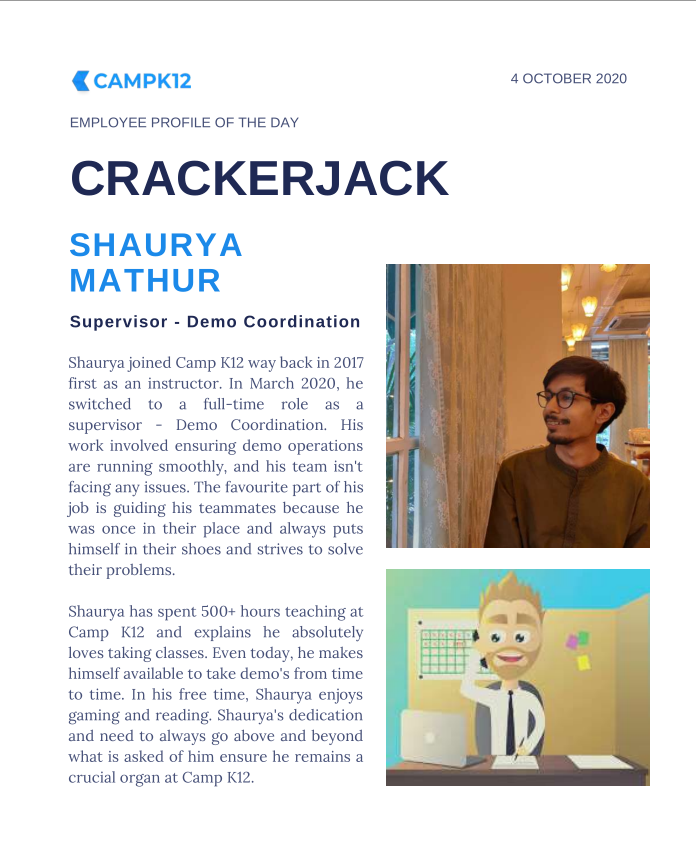 CAMPK12
4 OCTOBER 2020
EMPLOYEE PROFILE OF THE DAY
CRACKERJACK
SHAURYA
MATHUR
Supervisor - Demo Coordination
Shaurya joined Camp K12 way back in 2017
first as an instructor. In March 2020, he
switched to a full-time role as a
supervisor - Demo Coordination. His
work involved ensuring demo operations
are running smoothly, and his team isn't
facing any issues. The favourite part of his
job is guiding his teammates because he
was once in their place and always puts
himself in their shoes and strives to solve
their problems.
Shaurya has spent 500+ hours teaching at
Camp K12 and explains he absolutely
loves taking classes. Even today, he makes
himself available to take demo's from time
to time. In his free time, Shaurya enjoys
gaming and reading. Shaurya's dedication
and need to always go above and beyond
what is asked of him ensure he remains a
crucial organ at Camp K12.